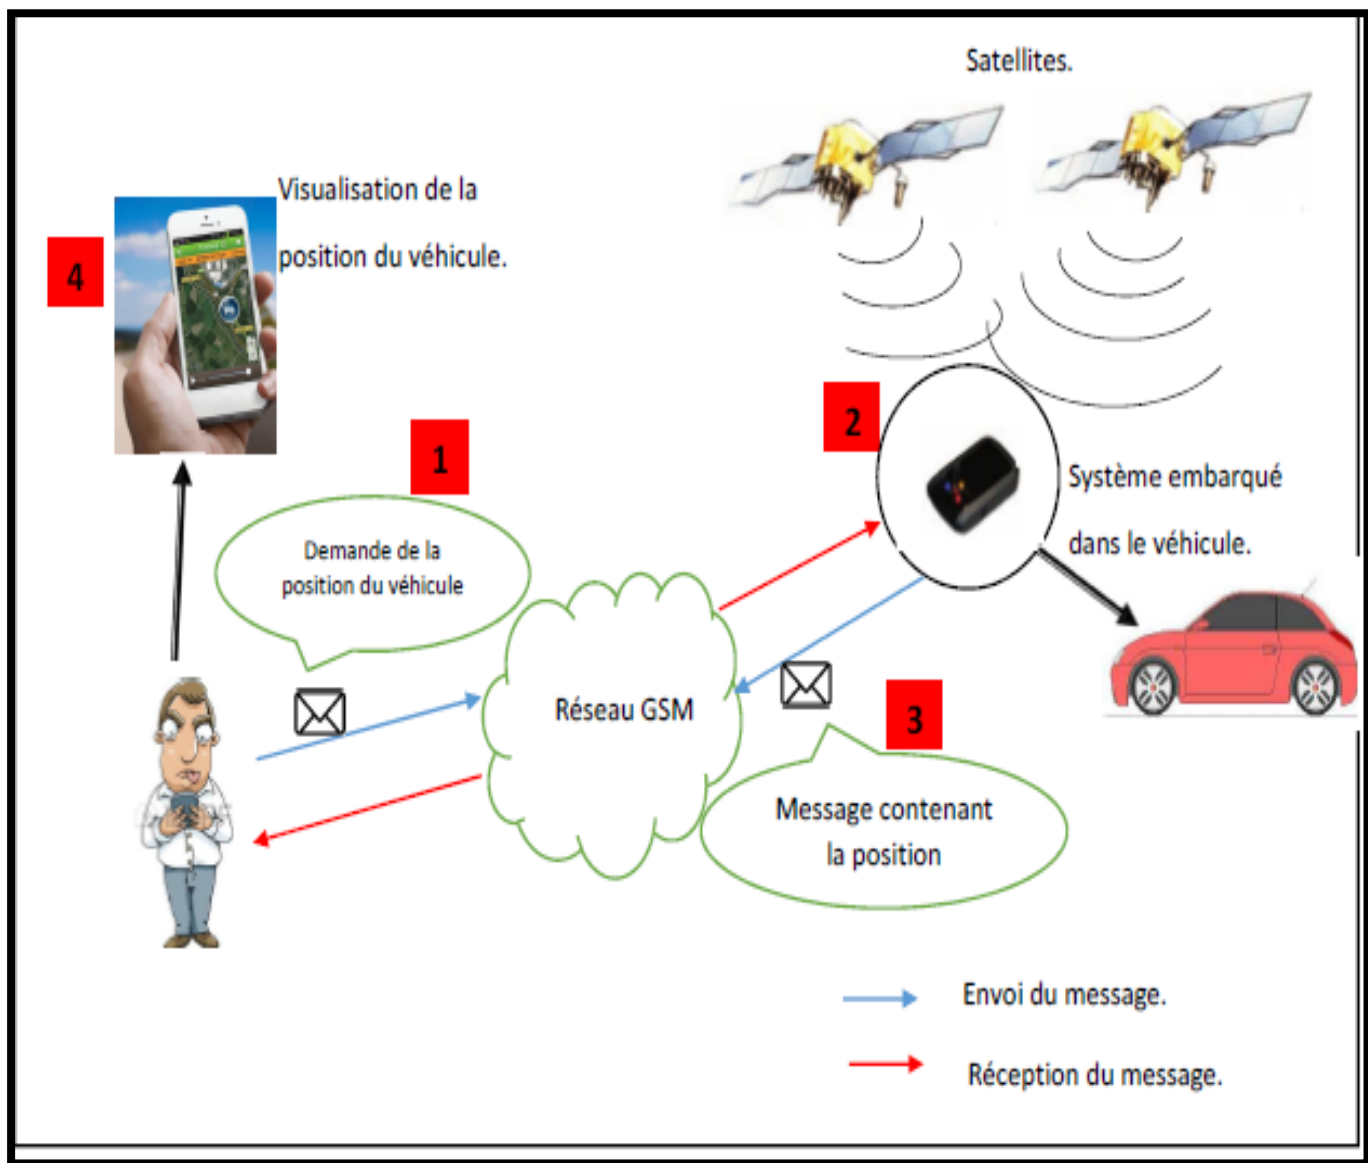 Satellites.
Visualisation de la
position du véhicule.
4
2
1
Système embarqué
dans le véhicule.
Demande de la
position du véhicule
Réseau GSM
3
Message contenant
la position
Envoi du message.
Réception du message.